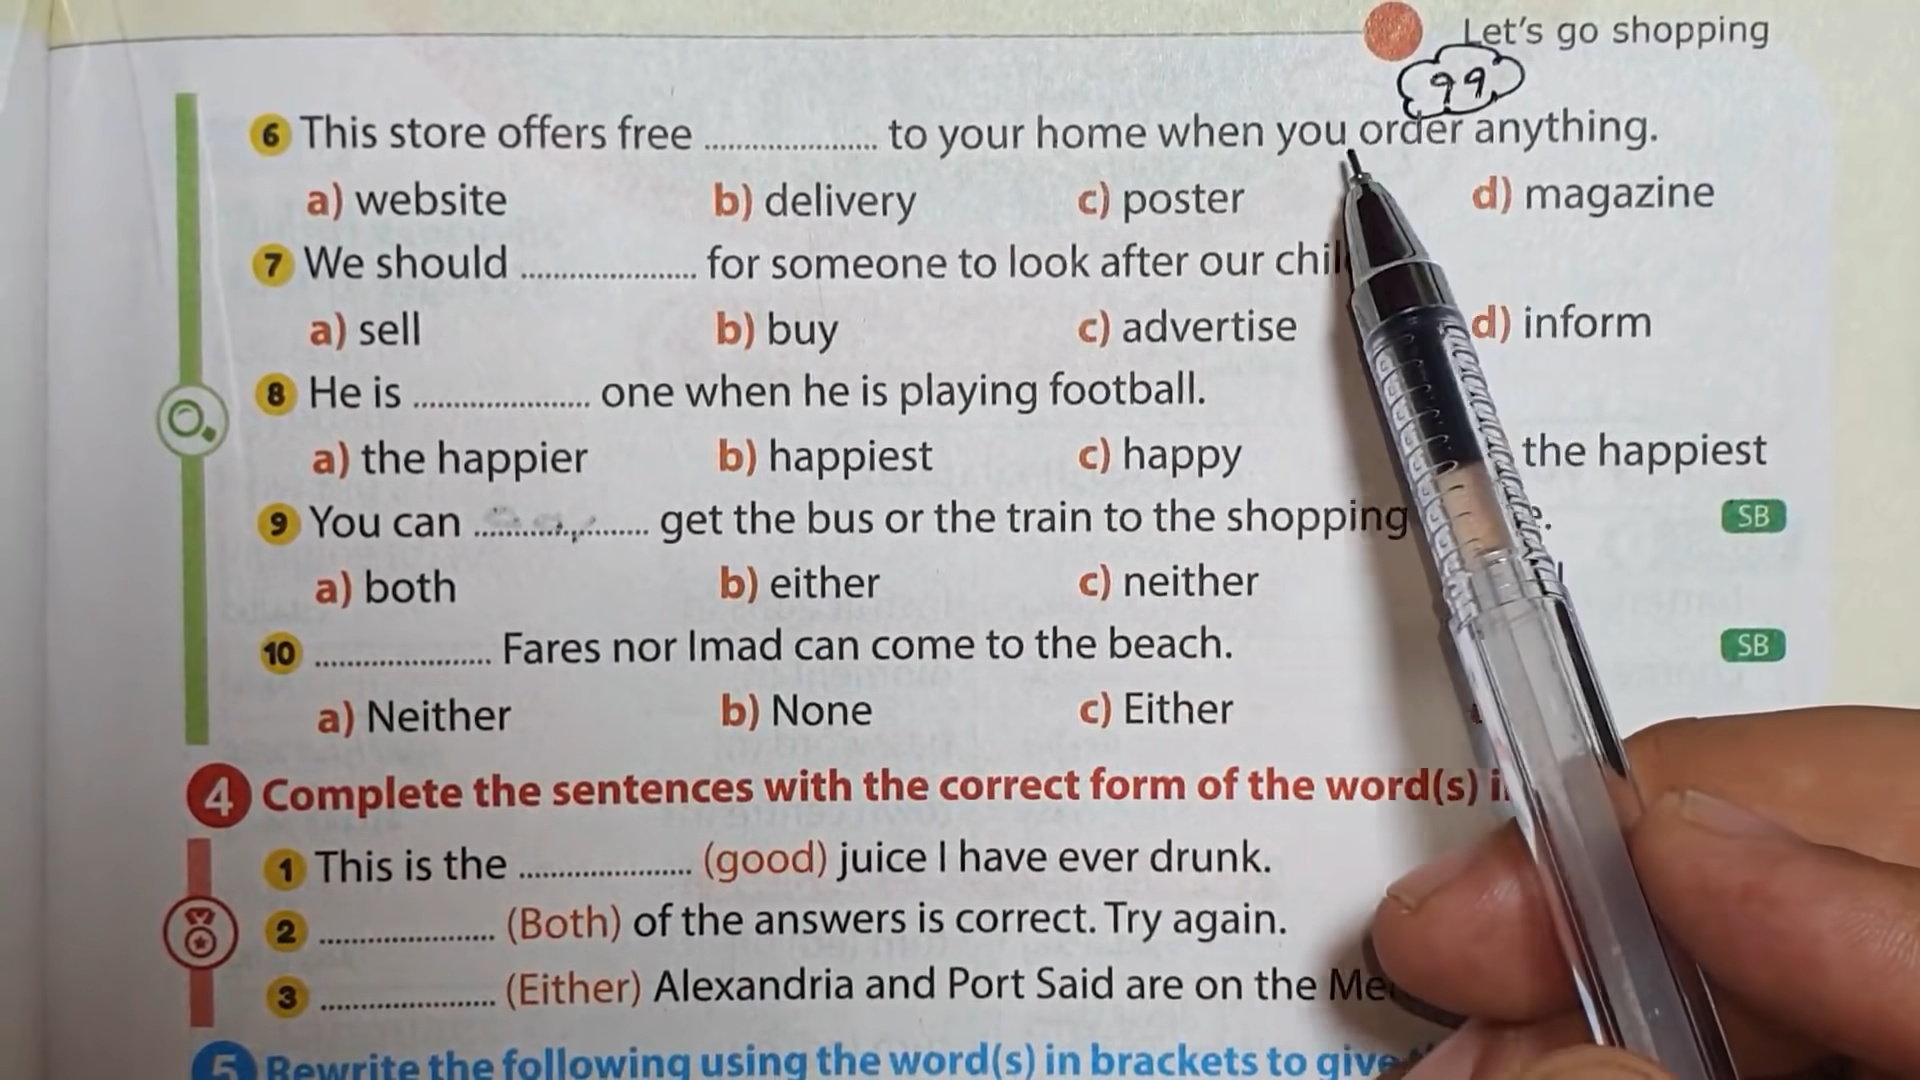 Let's go shopping
99
6 This store offers free ..................... to your home when you order anything.
a) website b) delivery c) poster d) magazine
7 We should ..................... for someone to look after our
a) sell b) buy c) advertise d) inform
8 He is ..................... one when he is playing football.
a) the happier b) happiest c) happy the happiest
9 You can ..................... get the bus or the train to the shopping SB
a) both b) either c) neither
10 ..................... Fares nor Imad can come to the beach. SB
a) Neither b) None c) Either
4 Complete the sentences with the correct form of the word(s)
1 This is the ..................... (good) juice I have ever drunk.
2 ..................... (Both) of the answers is correct. Try again.
3 ..................... (Either) Alexandria and Port Said are on the
5 Rewrite the following using the word(s) in brackets to give